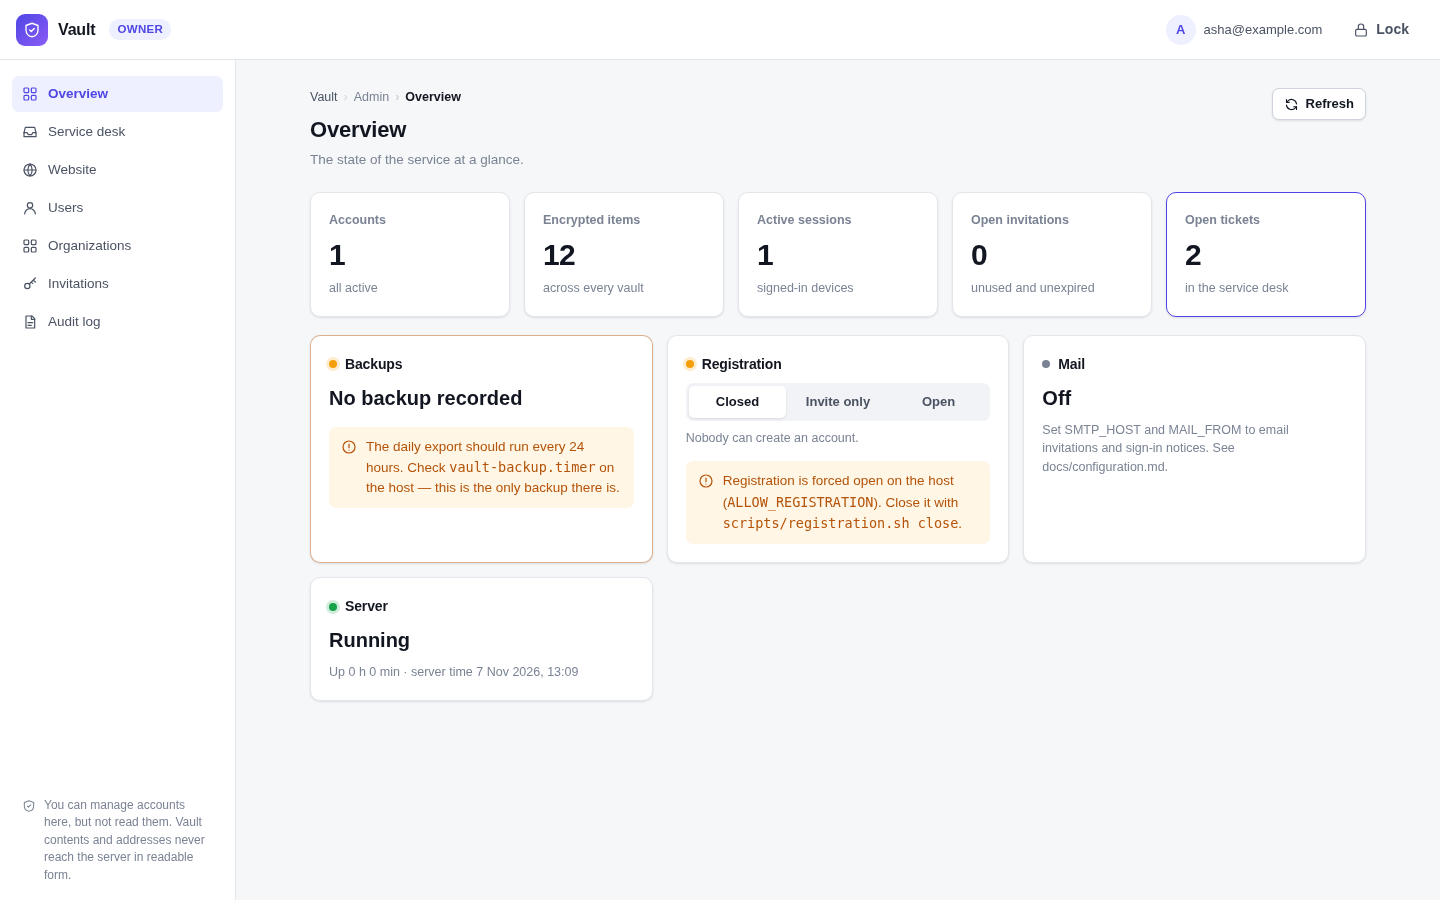 Vault OWNER
A asha@example.com Lock
Overview
Service desk
Website
Users
Organizations
Invitations
Audit log
You can manage accounts
here, but not read them. Vault
contents and addresses never
reach the server in readable
form.
Vault › Admin › Overview
Refresh
Overview
The state of the service at a glance.
Accounts
1
all active
Encrypted items
12
across every vault
Active sessions
1
signed-in devices
Open invitations
0
unused and unexpired
Open tickets
2
in the service desk
Backups
No backup recorded
The daily export should run every 24
hours. Check vault-backup.timer on
the host — this is the only backup there is.
Registration
Closed Invite only Open
Nobody can create an account.
Registration is forced open on the host
(ALLOW_REGISTRATION). Close it with
scripts/registration.sh close.
Mail
Off
Set SMTP_HOST and MAIL_FROM to email
invitations and sign-in notices. See
docs/configuration.md.
Server
Running
Up 0 h 0 min · server time 7 Nov 2026, 13:09